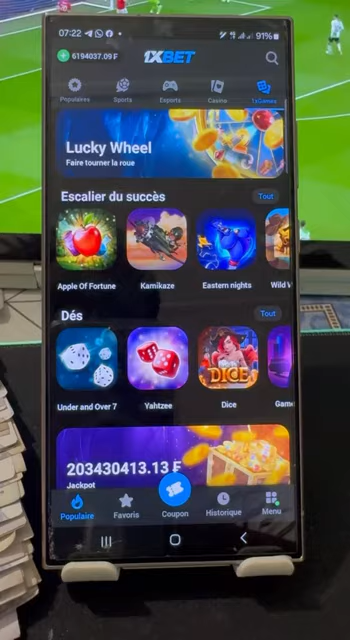 07:22
91%
6194037.09 F
1XBET
Populaires
Sports
Esports
Casino
1xGames
Lucky Wheel
Faire tourner la roue
Escalier du succès
Tout
Apple Of Fortune
Kamikaze
Eastern nights
Wild W
Dés
Tout
Under and Over 7
Yahtzee
Dice
Game
DICE
203430413.13 F
Jackpot
Populaire
Favoris
Coupon
Historique
Menu